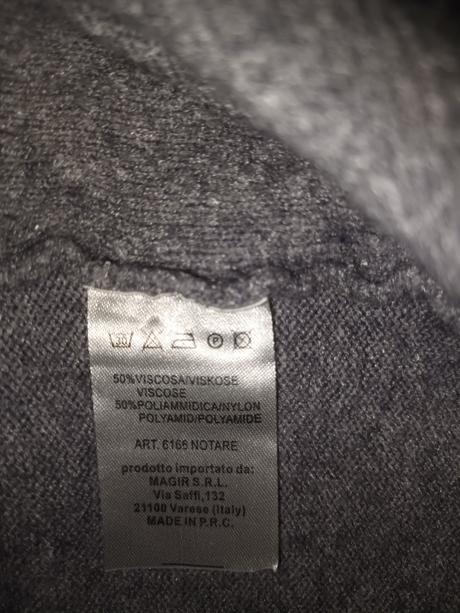 50%VISCOSA/VISKOSE
VISCOSE
50%POLIAMMIDICA/NYLON
POLYAMID/POLYAMIDE
ART. 6166 NOTARE
prodotto importato da:
MAGIR S.R.L.
Via Saffi,132
21100 Varese (Italy)
MADE IN P.R.C.